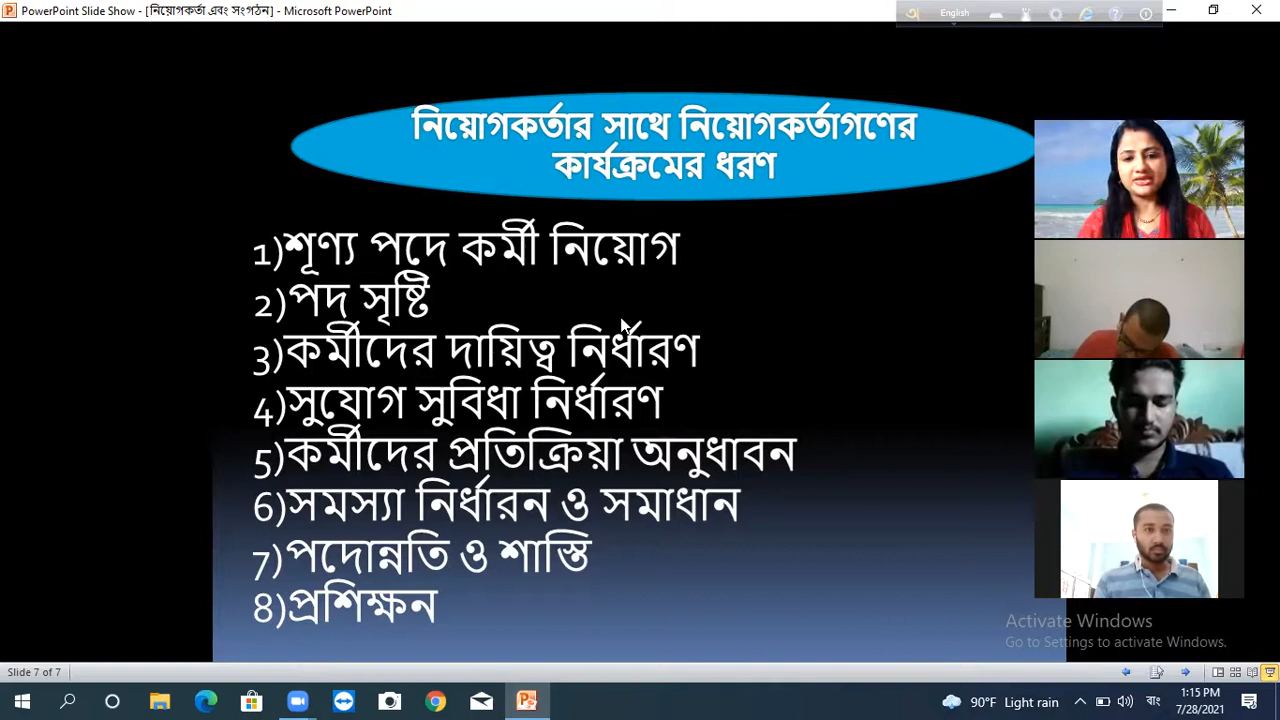 PowerPoint Slide Show - [নিয়োগকর্তা এবং সংগঠন] - Microsoft PowerPoint
English
নিয়োগকর্তার সাথে নিয়োগকর্তাগণের
কার্যক্রমের ধরণ
1)শূণ্য পদে কর্মী নিয়োগ
2)পদ সৃষ্টি
3)কর্মীদের দায়িত্ব নির্ধারণ
4)সুযোগ সুবিধা নির্ধারণ
5)কর্মীদের প্রতিক্রিয়া অনুধাবন
6)সমস্যা নির্ধারন ও সমাধান
7)পদোন্নতি ও শাস্তি
8)প্রশিক্ষন
Activate Windows
Go to Settings to activate Windows.
Slide 7 of 7
90°F Light rain
বাং
1:15 PM
7/28/2021